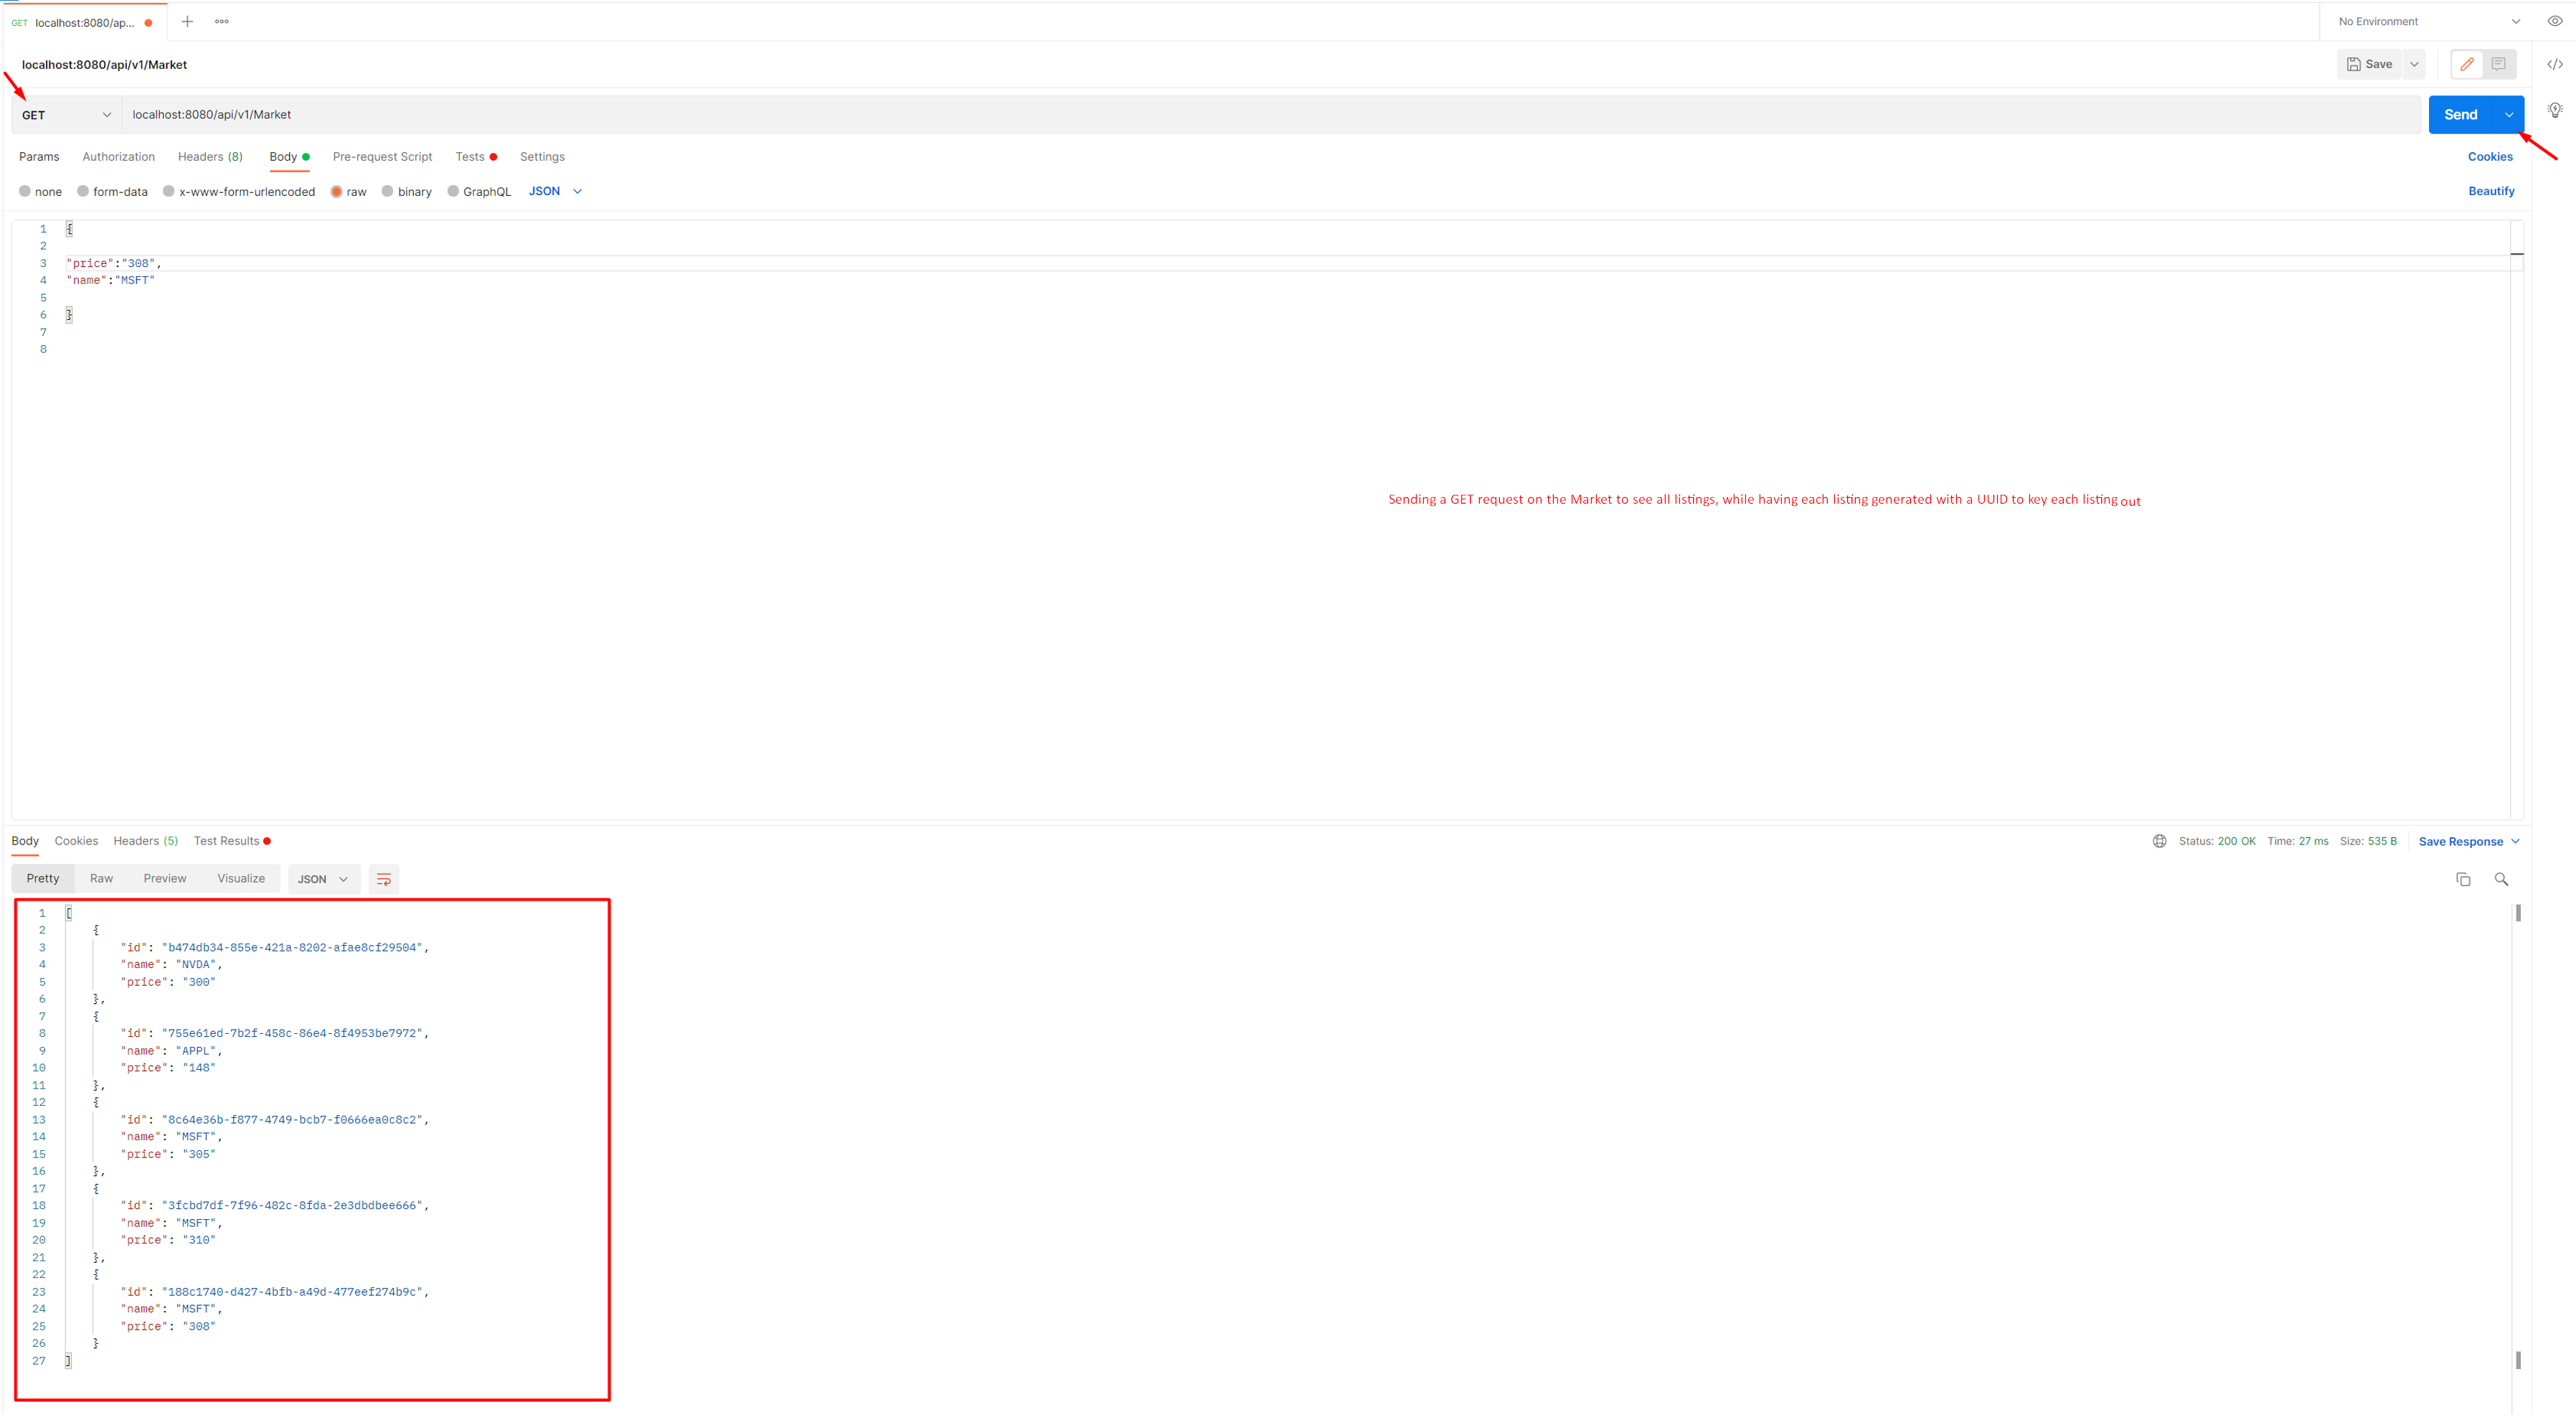 GET localhost:8080/ap...
No Environment
localhost:8080/api/v1/Market
Save
GET localhost:8080/api/v1/Market
Send
Params Authorization Headers (8) Body Pre-request Script Tests Settings
Cookies
none form-data x-www-form-urlencoded raw binary GraphQL JSON
Beautify
1 {
2
3 "price":"308",
4 "name":"MSFT"
5
6 }
7
8
Sending a GET request on the Market to see all listings, while having each listing generated with a UUID to key each listing out
Body Cookies Headers (5) Test Results
Status: 200 OK Time: 27 ms Size: 535 B Save Response
Pretty Raw Preview Visualize JSON
1 [
2 {
3 "id": "b474db34-855e-421a-8202-afae8cf29504",
4 "name": "NVDA",
5 "price": "300"
6 },
7 {
8 "id": "755e61ed-7b2f-458c-86e4-8f4953be7972",
9 "name": "APPL",
10 "price": "148"
11 },
12 {
13 "id": "8c64e36b-f877-4749-bcb7-f0666ea0c8c2",
14 "name": "MSFT",
15 "price": "305"
16 },
17 {
18 "id": "3fcbd7df-7f96-482c-8fda-2e3dbdbee666",
19 "name": "MSFT",
20 "price": "310"
21 },
22 {
23 "id": "188c1740-d427-4bfb-a49d-477eef274b9c",
24 "name": "MSFT",
25 "price": "308"
26 }
27 ]